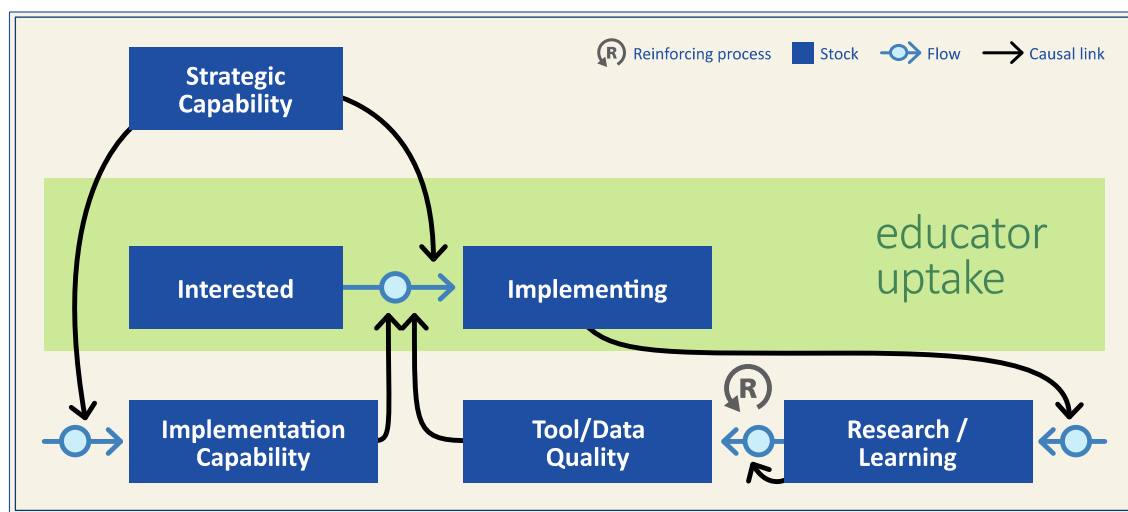 R Reinforcing process Stock Flow Causal link
Strategic
Capability
educator
uptake
Interested
Implementing
R
Implementation
Capability
Tool/Data
Quality
Research /
Learning